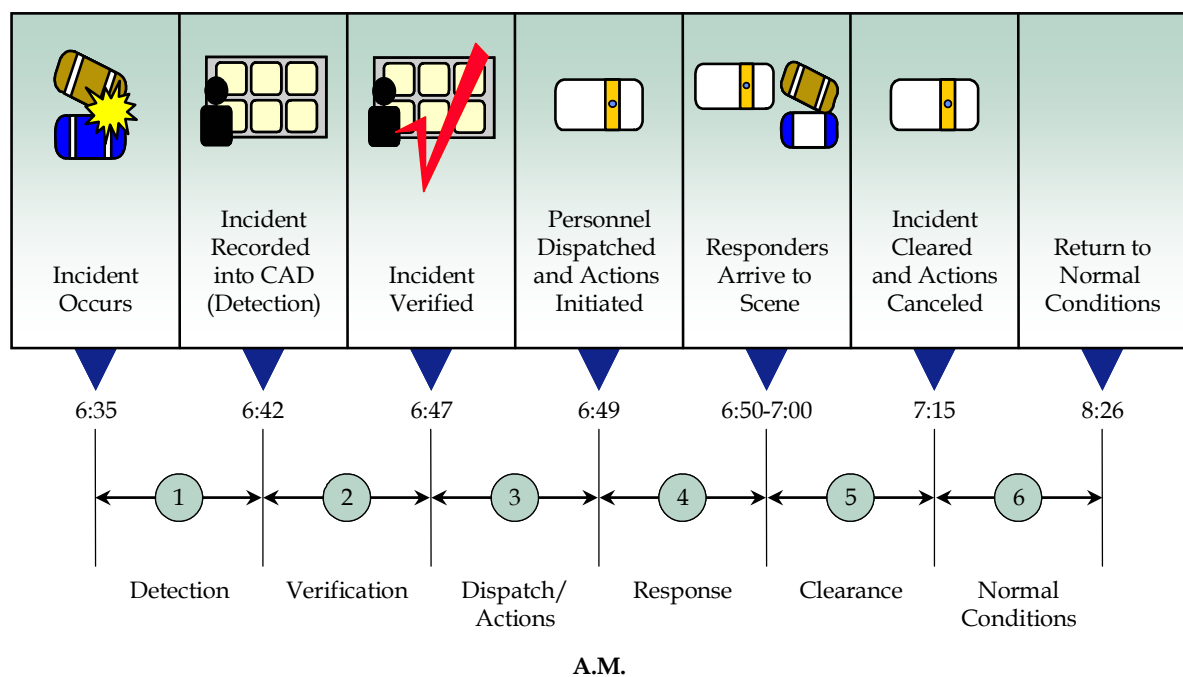 Incident
Occurs
Incident
Recorded
into CAD
(Detection)
Incident
Verified
Personnel
Dispatched
and Actions
Initiated
Responders
Arrive to
Scene
Incident
Cleared
and Actions
Canceled
Return to
Normal
Conditions
6:35
6:42
6:47
6:49
6:50-7:00
7:15
8:26
1
2
3
4
5
6
Detection
Verification
Dispatch/
Actions
Response
Clearance
Normal
Conditions
A.M.